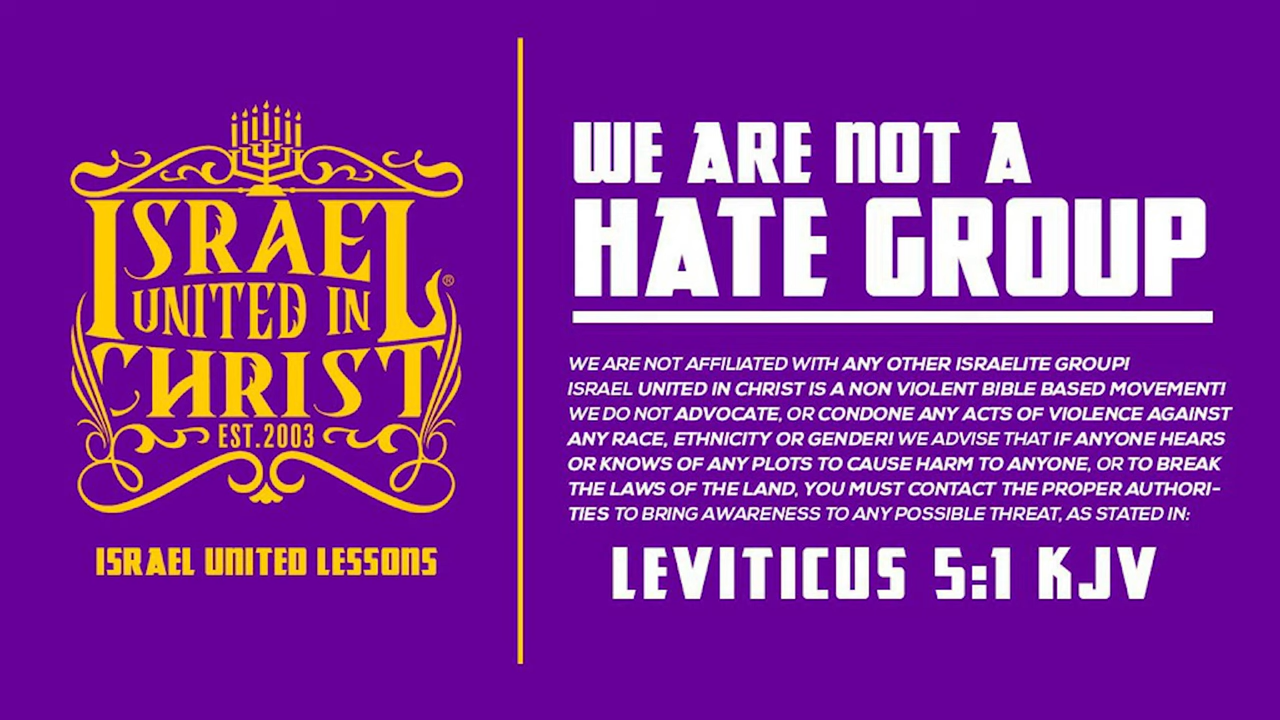 ISRAEL
UNITED IN
CHRIST
EST.2003
®
ISRAEL UNITED LESSONS
WE ARE NOT A
HATE GROUP
WE ARE NOT AFFILIATED WITH ANY OTHER ISRAELITE GROUP!
ISRAEL UNITED IN CHRIST IS A NON VIOLENT BIBLE BASED MOVEMENT!
WE DO NOT ADVOCATE, OR CONDONE ANY ACTS OF VIOLENCE AGAINST
ANY RACE, ETHNICITY OR GENDER! WE ADVISE THAT IF ANYONE HEARS
OR KNOWS OF ANY PLOTS TO CAUSE HARM TO ANYONE, OR TO BREAK
THE LAWS OF THE LAND, YOU MUST CONTACT THE PROPER AUTHORI-
TIES TO BRING AWARENESS TO ANY POSSIBLE THREAT, AS STATED IN:
LEVITICUS 5:1 KJV